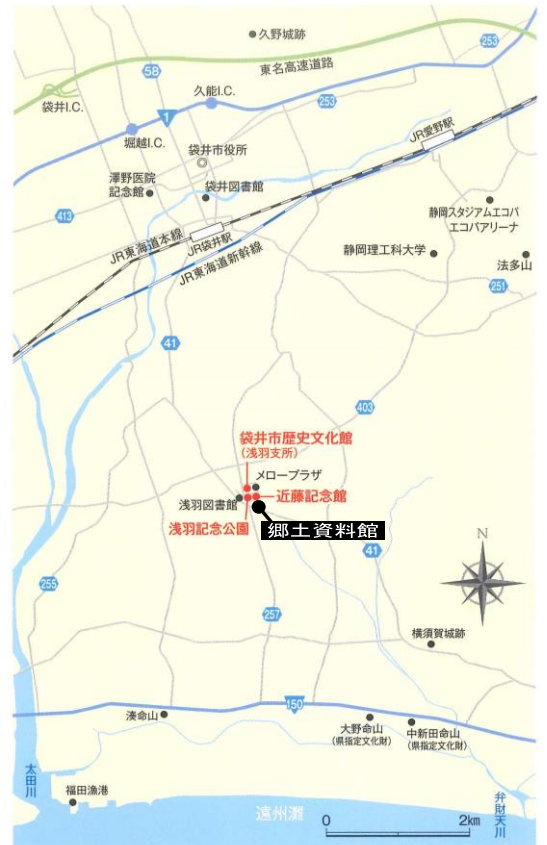 久野城跡
253
東名高速道路
58
久能I.C.
袋井I.C.
1
253
堀越I.C.
JR愛野駅
袋井市役所
澤野医院
記念館
袋井図書館
静岡スタジアムエコパ
エコパアリーナ
413
JR東海道本線
JR袋井駅
静岡理工科大学
法多山
JR東海道新幹線
251
41
403
袋井市歴史文化館
(浅羽支所)
メロープラザ
近藤記念館
浅羽図書館
浅羽記念公園
郷土資料館
N
41
255
257
横須賀城跡
150
湊命山
大野命山
(県指定文化財)
中新田命山
(県指定文化財)
太田川
福田漁港
遠州灘
弁財天川
0
2km